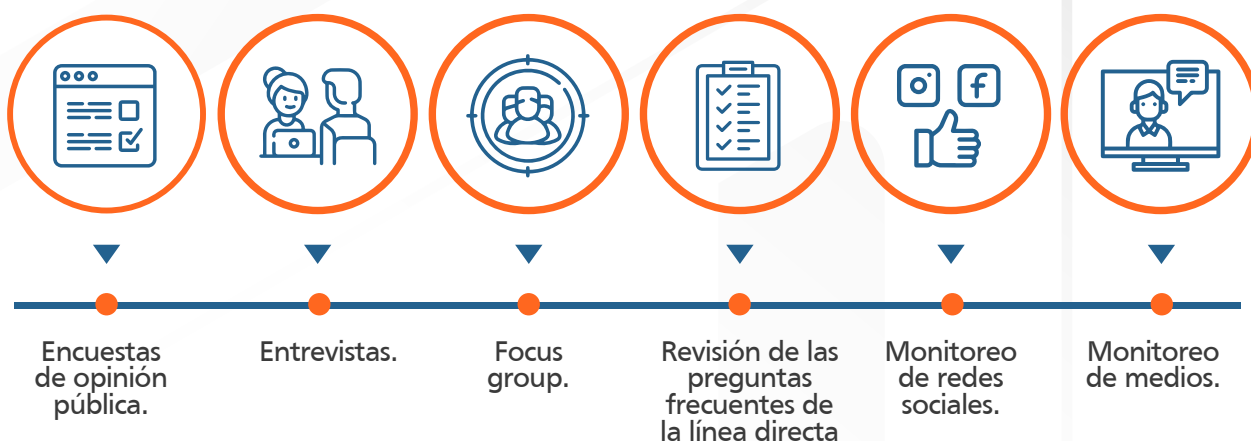 Encuestas
de opinión
pública.
Entrevistas.
Focus
group.
Revisión de las
preguntas
frecuentes de
la línea directa
Monitoreo
de redes
sociales.
Monitoreo
de medios.